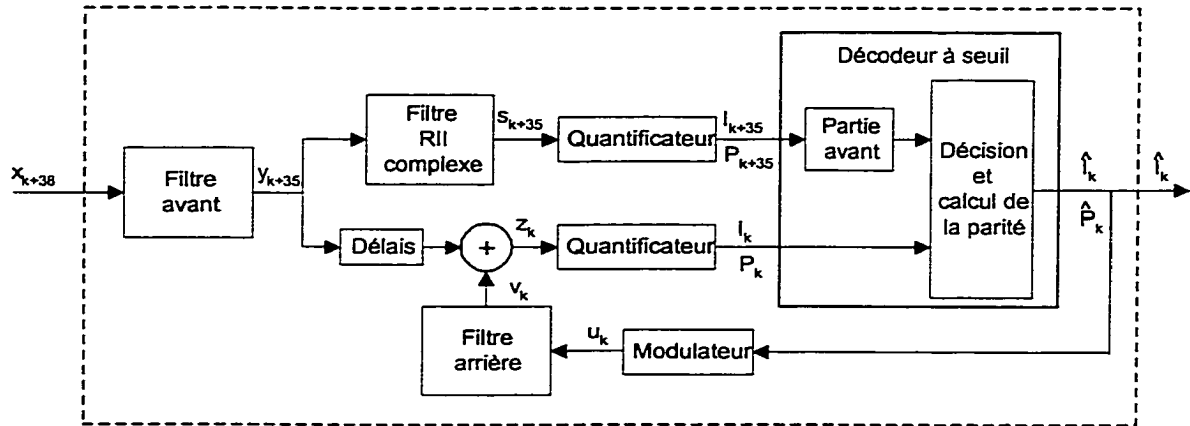 Décodeur à seuil
Filtre
RII
complexe
s_{k+35}
Quantificateur
I_{k+35}
P_{k+35}
Partie
avant
Décision
et
calcul de
la parité
x_{k+38}
Filtre
avant
y_{k+35}
Délais
+
z_k
Quantificateur
I_k
P_k
Î_k
P̂_k
Î_k
v_k
Filtre
arrière
u_k
Modulateur